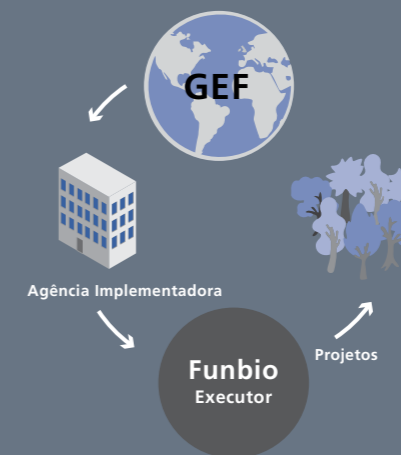 GEF
Agência Implementadora
Funbio
Executor
Projetos